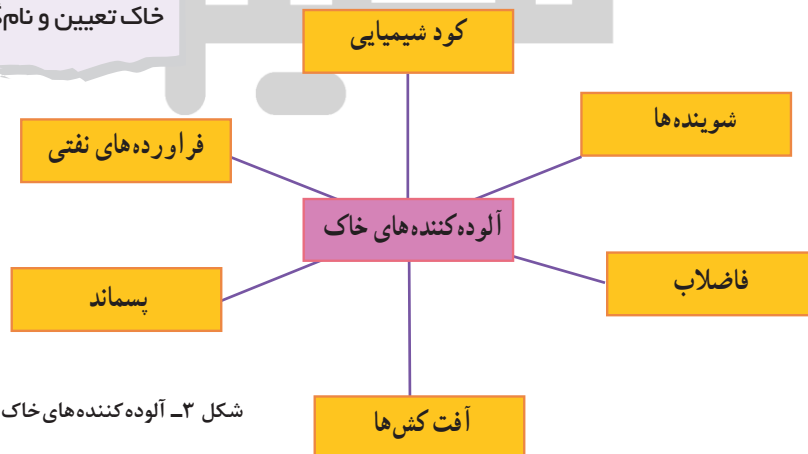 خاک تعیین و نام‌
کود شیمیایی
شوینده‌ها
فراورده‌های نفتی
آلوده‌کننده‌های خاک
فاضلاب
پسماند
آفت کش‌ها
شکل ۳ـ آلوده کننده‌های خاک